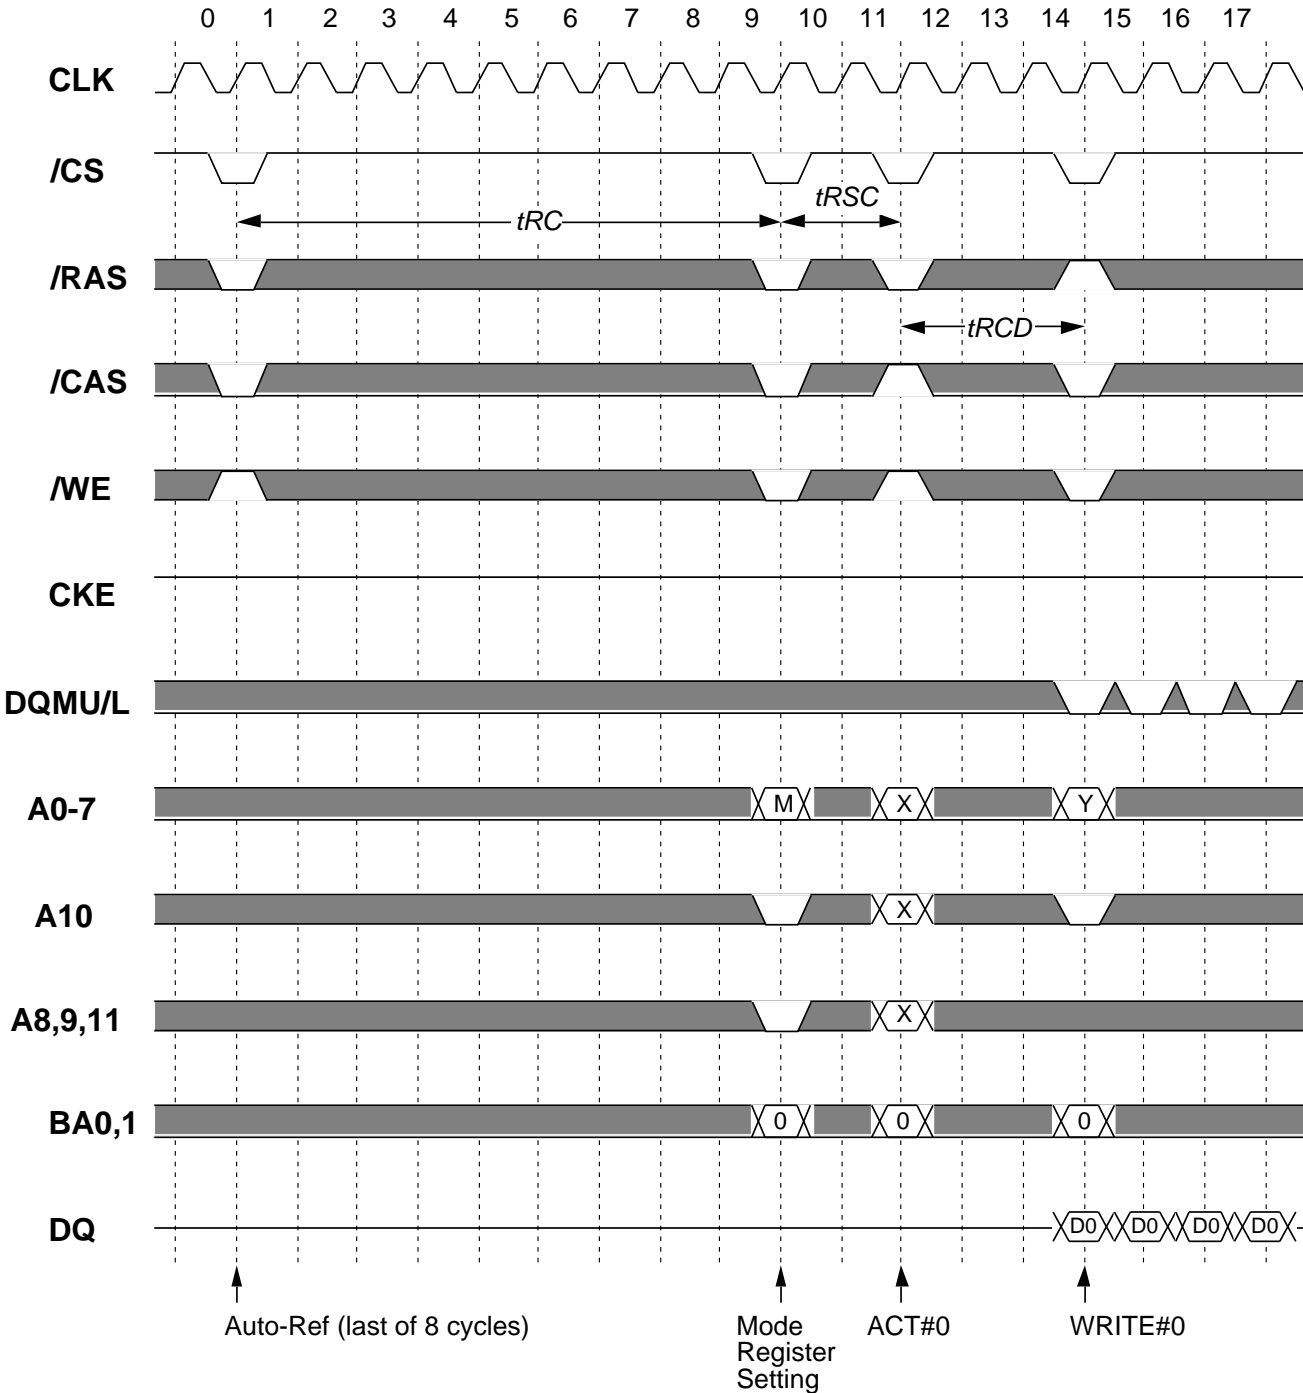 0 1 2 3 4 5 6 7 8 9 10 11 12 13 14 15 16 17
CLK
/CS
tRSC
tRC
/RAS
tRCD
/CAS
/WE
CKE
DQMU/L
A0-7 M X Y
A10 X
A8,9,11 X
BA0,1 0 0 0
DQ D0 D0 D0 D0
Auto-Ref (last of 8 cycles) Mode ACT#0 WRITE#0
Register
Setting